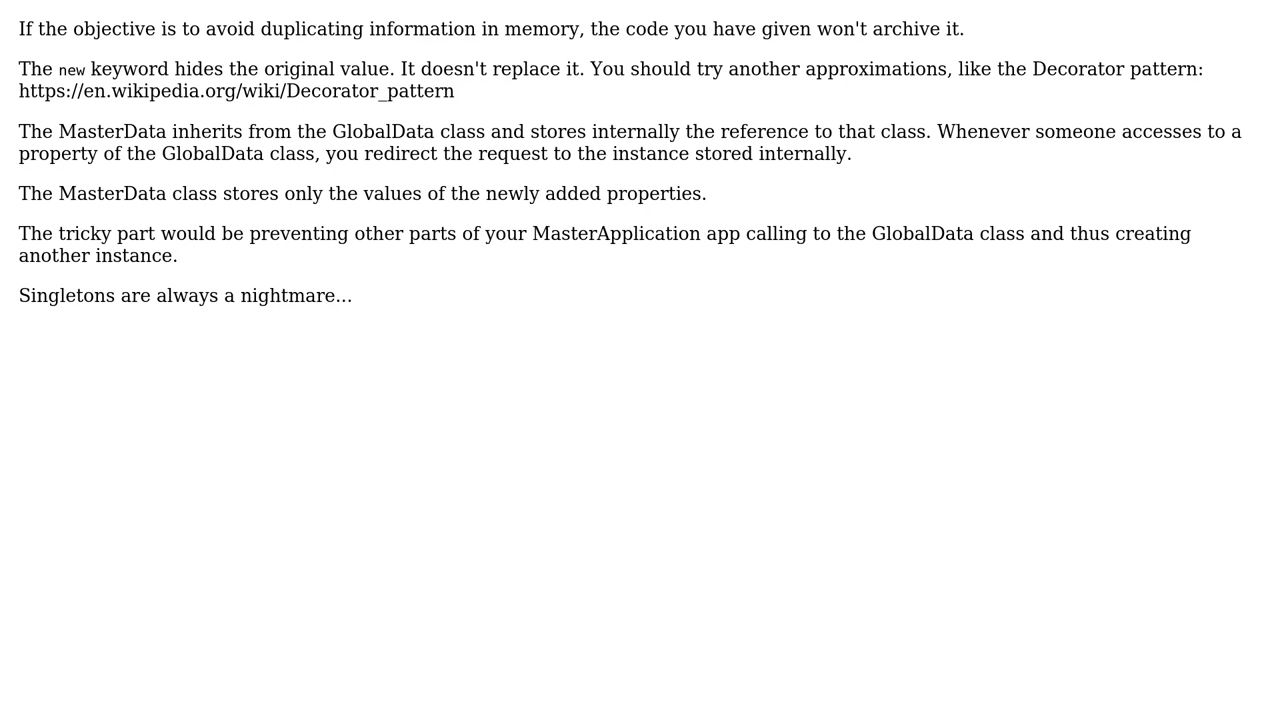 If the objective is to avoid duplicating information in memory, the code you have given won't archive it.
The new keyword hides the original value. It doesn't replace it. You should try another approximations, like the Decorator pattern:
https://en.wikipedia.org/wiki/Decorator_pattern
The MasterData inherits from the GlobalData class and stores internally the reference to that class. Whenever someone accesses to a
property of the GlobalData class, you redirect the request to the instance stored internally.
The MasterData class stores only the values of the newly added properties.
The tricky part would be preventing other parts of your MasterApplication app calling to the GlobalData class and thus creating
another instance.
Singletons are always a nightmare...